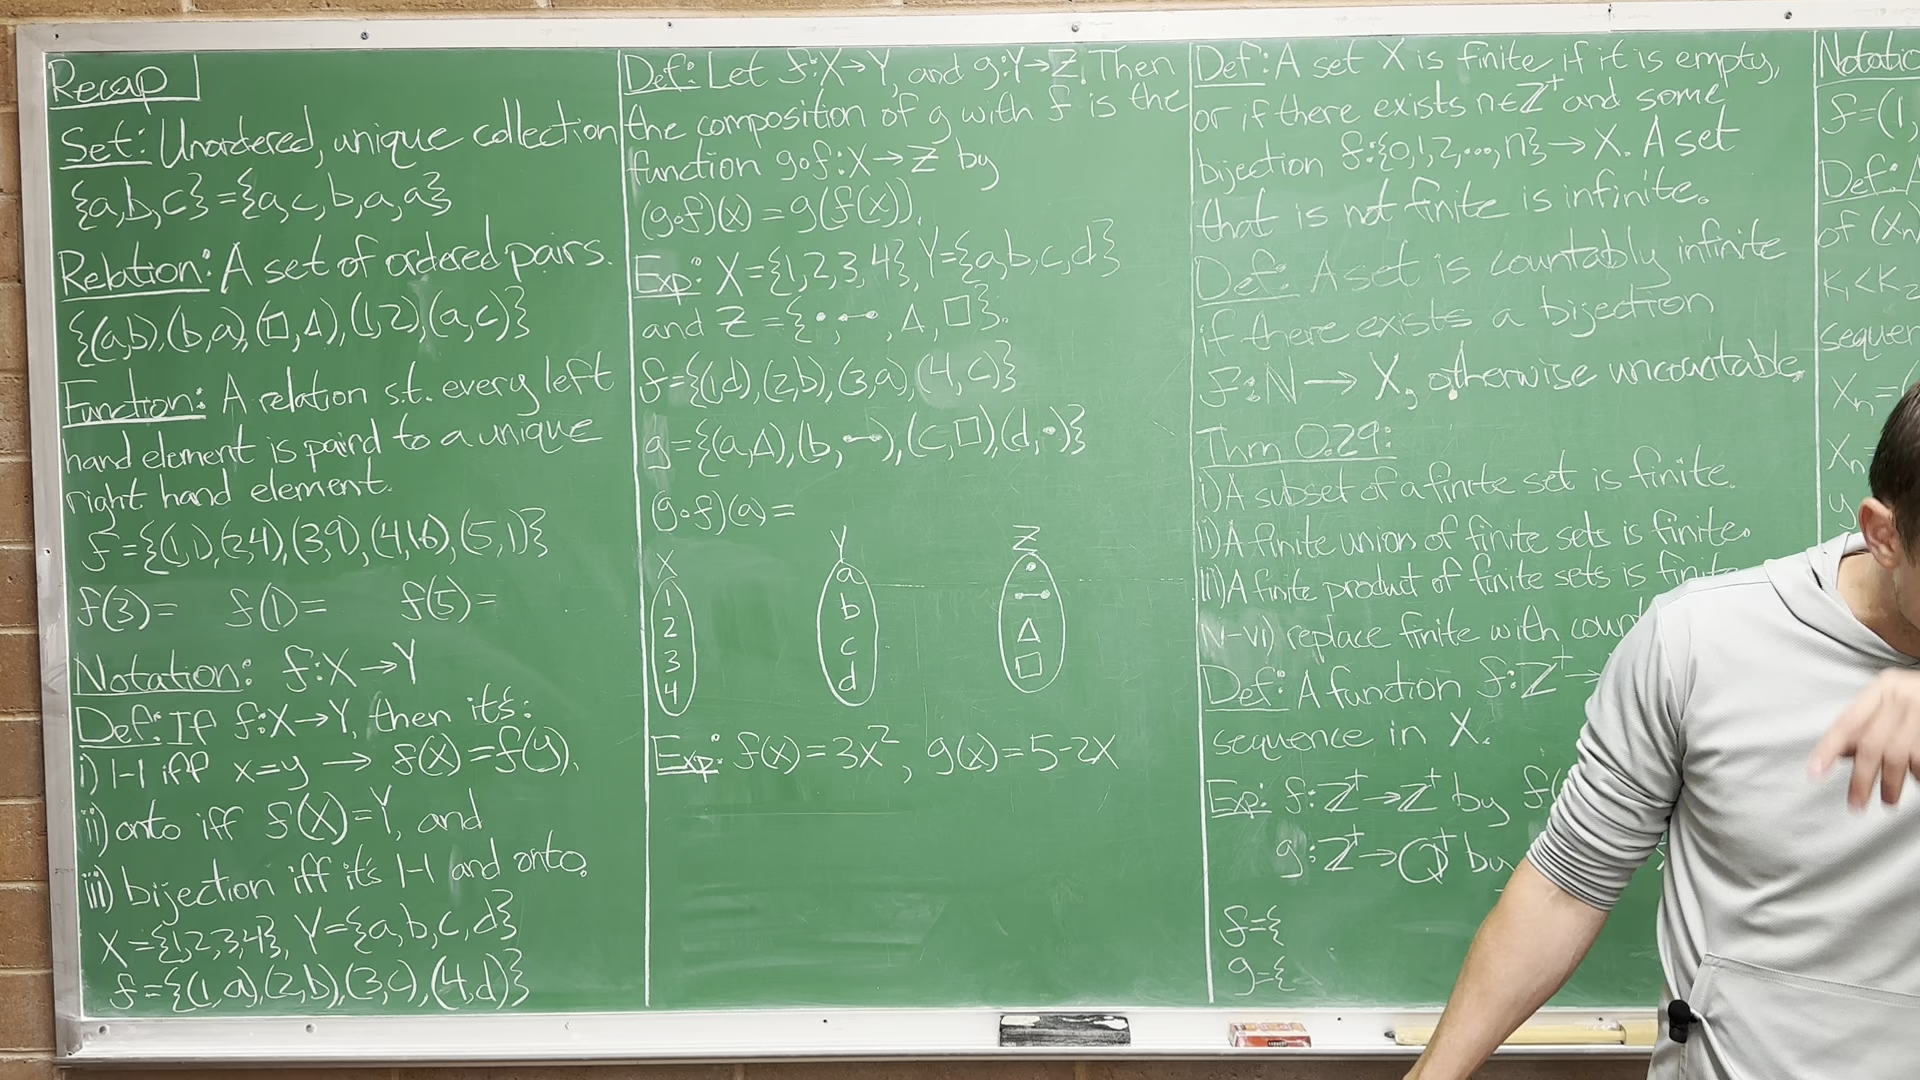 Recap
Set: Unordered, unique collection
{a,b,c}={a,c,b,a,a}
Relation: A set of ordered pairs.
{(a,b),(b,a),(□,Δ),(1,2),(a,c)}
Function: A relation s.t. every left
hand element is paird to a unique
right hand element.
f={(1,1),(2,4),(3,9),(4,16),(5,1)}
f(3)= f(1)= f(5)=
Notation: f:X→Y
Def: If f:X→Y, then it's:
i) 1-1 iff x=y → f(x)=f(y),
ii) onto iff f(X)=Y, and
iii) bijection iff it's 1-1 and onto.
X={1,2,3,4}, Y={a,b,c,d}
f={(1,a),(2,b),(3,c),(4,d)}
Def: Let f:X→Y, and g:Y→Z. Then
the composition of g with f is the
function g∘f:X→Z by
(g∘f)(x)=g(f(x)).
Exp: X={1,2,3,4}, Y={a,b,c,d}
and Z={•,•–•,Δ,□}.
f={(1,d),(2,b),(3,a),(4,c)}
g={(a,Δ),(b,•–•),(c,□),(d,•)}
(g∘f)(a)=
X Y Z
1 a •
2 b •–•
3 c Δ
4 d □
Exp: f(x)=3x², g(x)=5-2x
Def: A set X is finite if it is empty,
or if there exists n∈Z⁺ and some
bijection f:{0,1,2,...,n}→X. A set
that is not finite is infinite.
Def: A set is countably infinite
if there exists a bijection
f:N→X, otherwise uncountable.
Thm 0.29:
i) A subset of a finite set is finite.
ii) A finite union of finite sets is finite.
iii) A finite product of finite sets is
iv-vi) replace finite with
Def: A function f:Z⁺→
sequence in X.
Exp: f:Z⁺→Z⁺ by
g:Z⁺→Q⁺ by
f={
g={
f=(1,
Def:
of (xₙ)
k₁<k₂
xₙ=
xₙ=
y